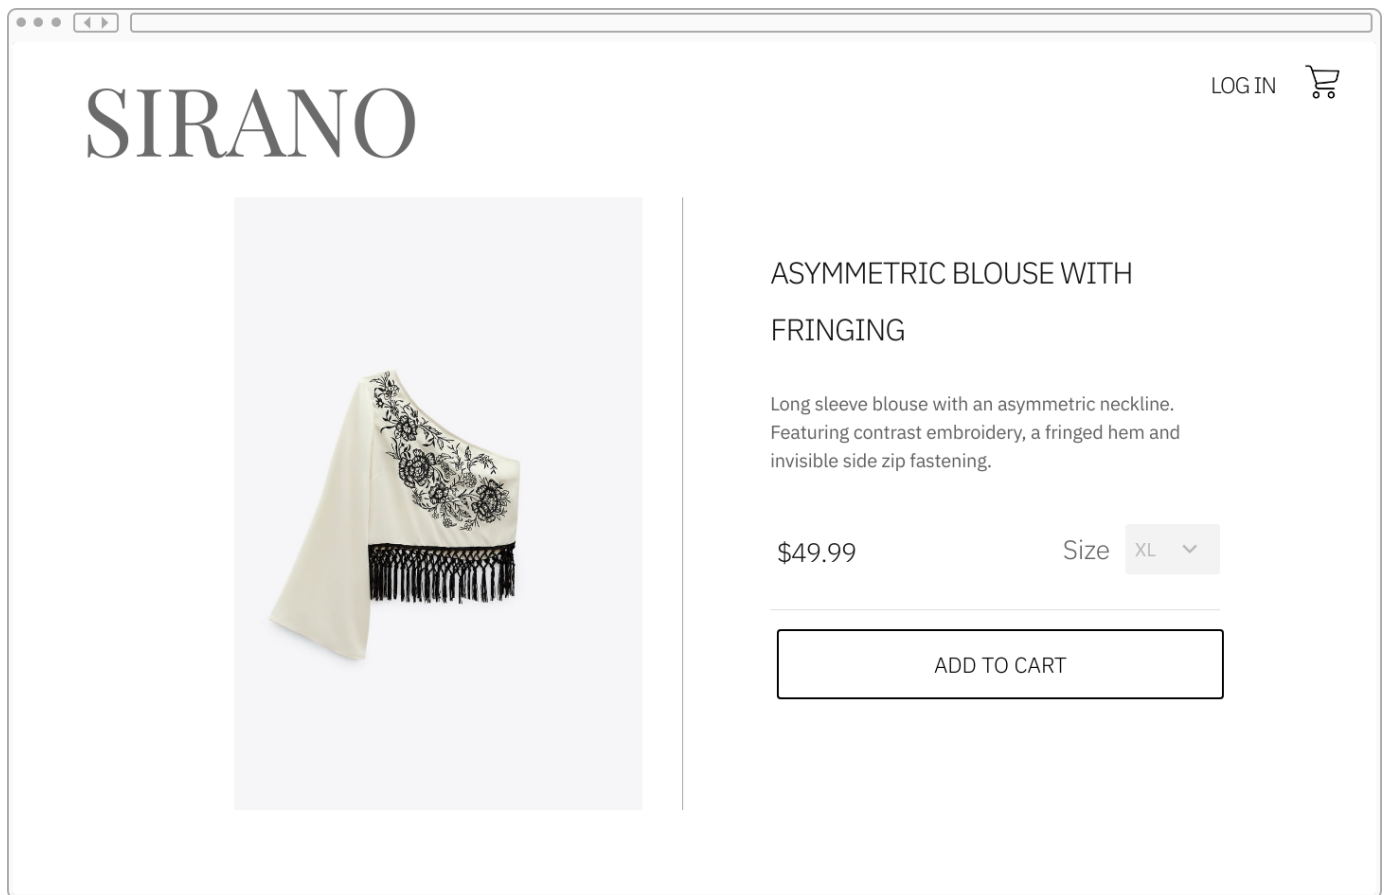 SIRANO
LOG IN
ASYMMETRIC BLOUSE WITH
FRINGING
Long sleeve blouse with an asymmetric neckline.
Featuring contrast embroidery, a fringed hem and
invisible side zip fastening.
$49.99
Size
XL
ADD TO CART